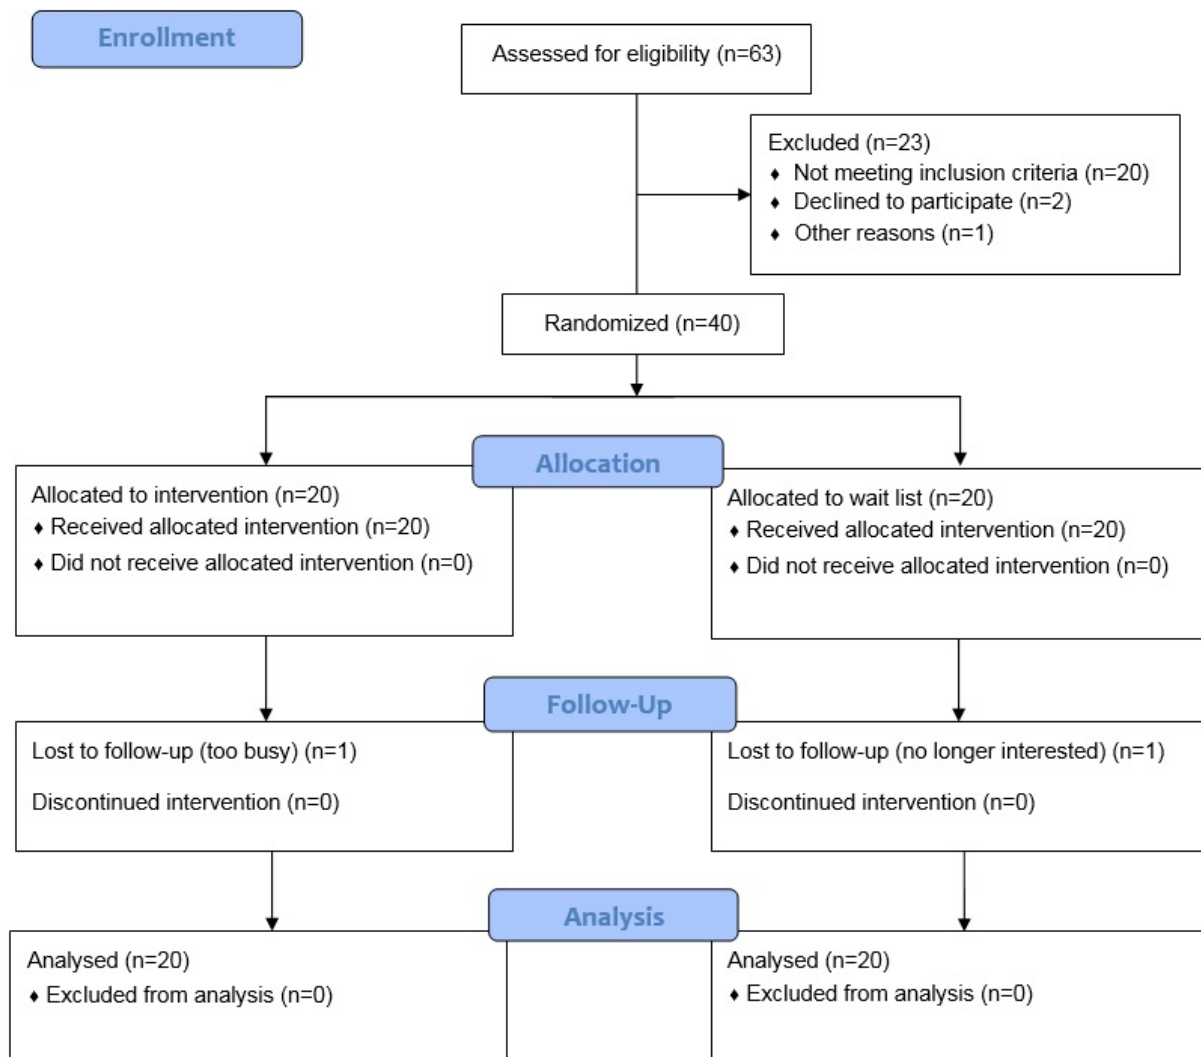 Enrollment
Assessed for eligibility (n=63)
Excluded (n=23)
♦ Not meeting inclusion criteria (n=20)
♦ Declined to participate (n=2)
♦ Other reasons (n=1)
Randomized (n=40)
Allocation
Allocated to intervention (n=20)
♦ Received allocated intervention (n=20)
♦ Did not receive allocated intervention (n=0)
Allocated to wait list (n=20)
♦ Received allocated intervention (n=20)
♦ Did not receive allocated intervention (n=0)
Follow-Up
Lost to follow-up (too busy) (n=1)
Discontinued intervention (n=0)
Lost to follow-up (no longer interested) (n=1)
Discontinued intervention (n=0)
Analysis
Analysed (n=20)
♦ Excluded from analysis (n=0)
Analysed (n=20)
♦ Excluded from analysis (n=0)